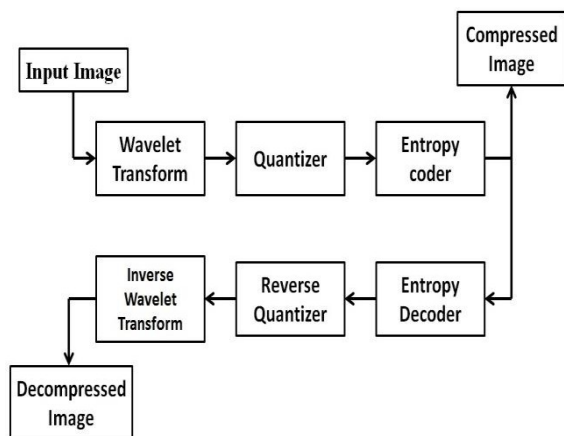 Input Image
Compressed
Image
Wavelet
Transform
Quantizer
Entropy
coder
Inverse
Wavelet
Transform
Reverse
Quantizer
Entropy
Decoder
Decompressed
Image